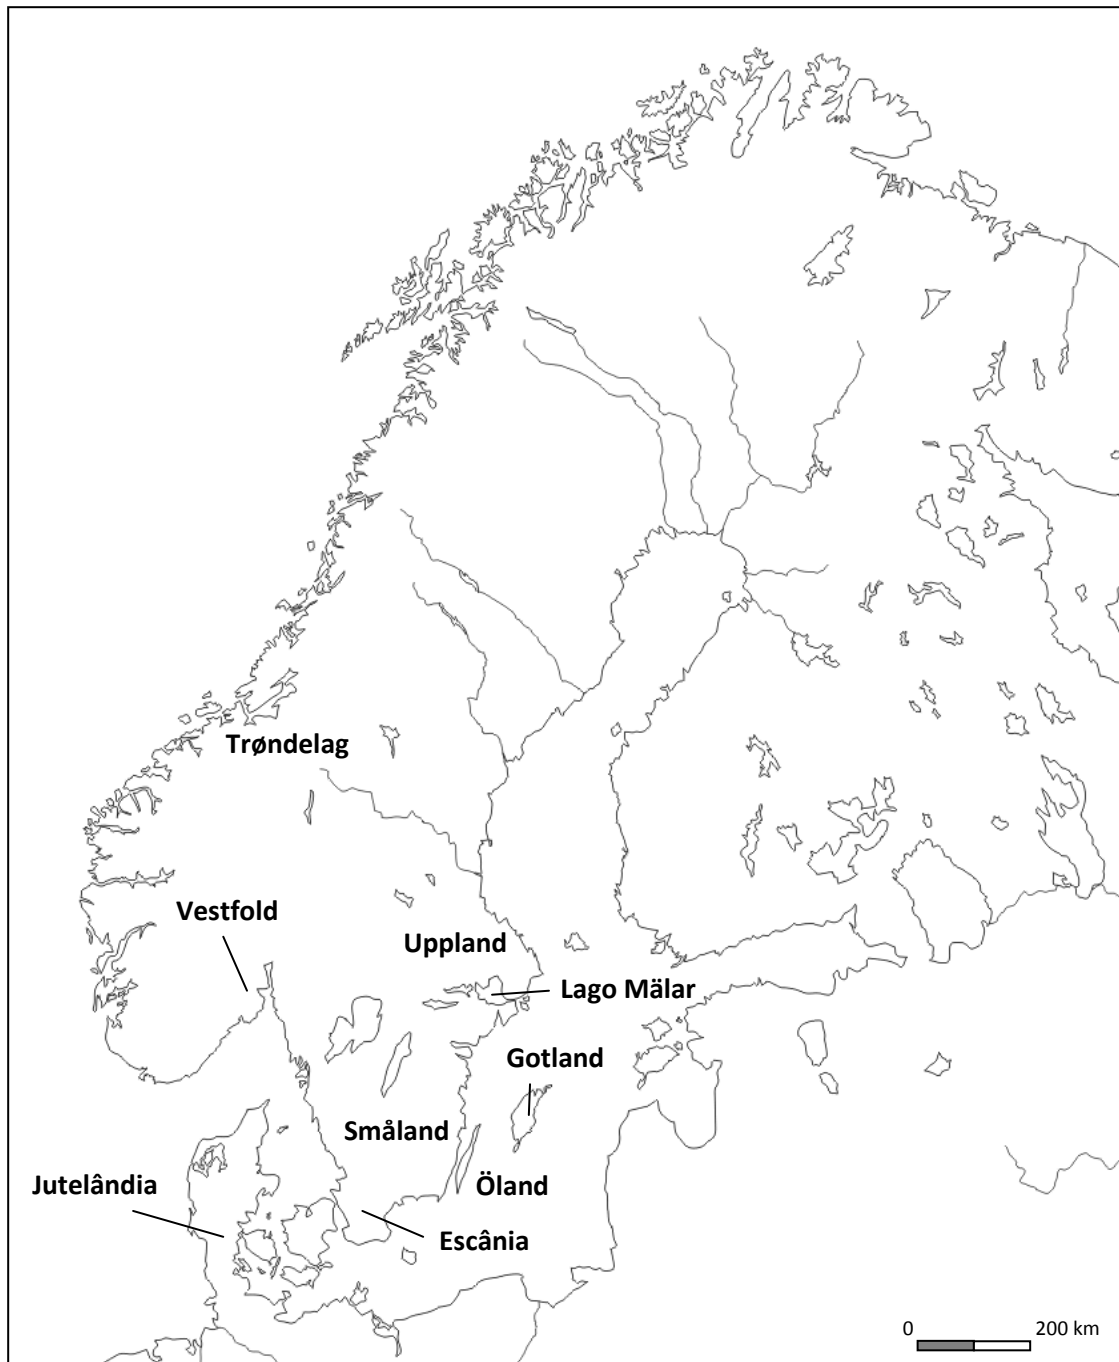 Trøndelag
Vestfold
Uppland
Lago Mälar
Gotland
Småland
Jutelândia
Öland
Escânia
0 200 km